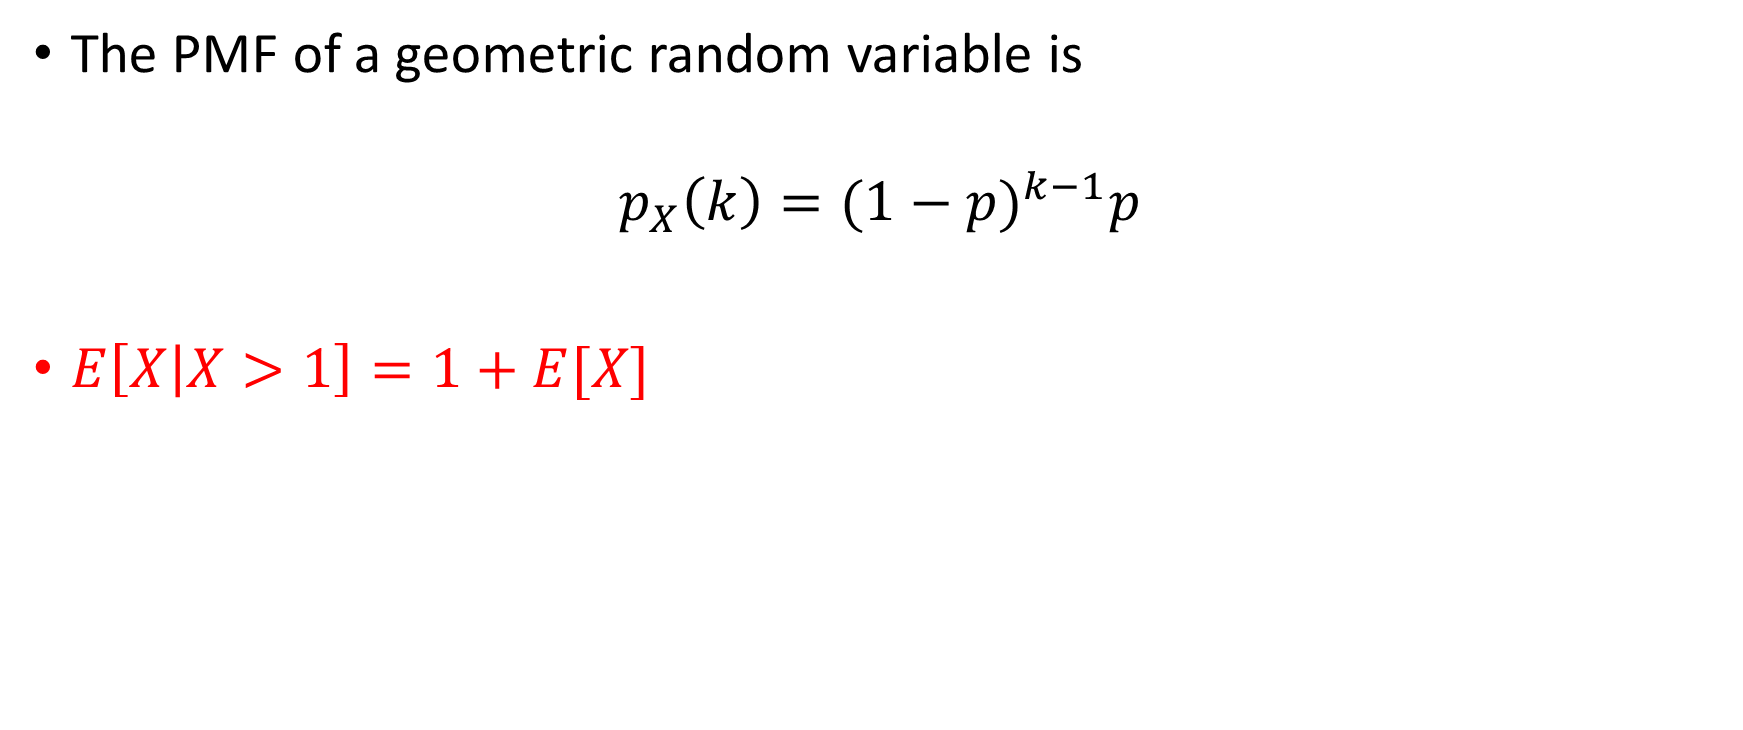 • The PMF of a geometric random variable is
p_X(k) = (1 − p)^{k−1}p
• E[X|X > 1] = 1 + E[X]